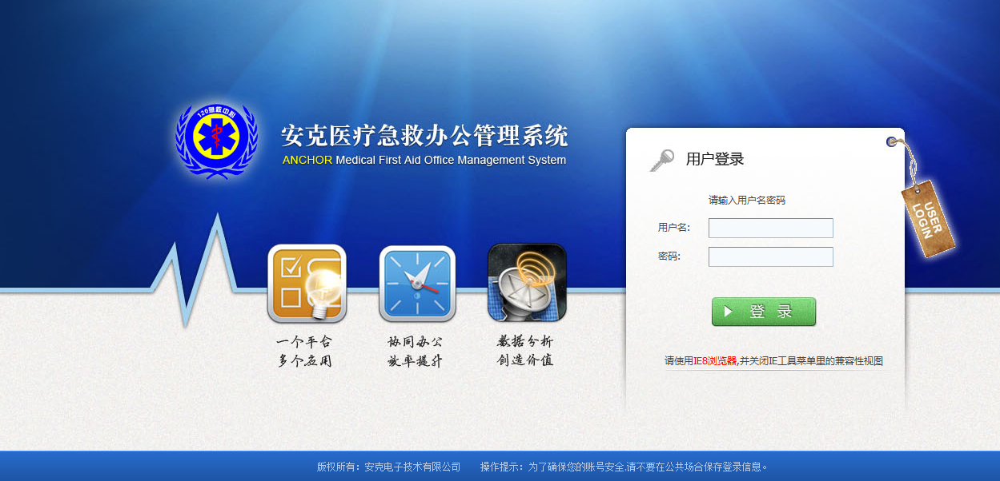 120急救中心
安克医疗急救办公管理系统
ANCHOR Medical First Aid Office Management System
用户登录
请输入用户名密码
用户名:
密码:
USER
LOGIN
登 录
请使用IE8浏览器,并关闭IE工具菜单里的兼容性视图
一个平台
多个应用
协同办公
效率提升
数据分析
创造价值
版权所有：安克电子技术有限公司 操作提示：为了确保您的账号安全,请不要在公共场合保存登录信息。